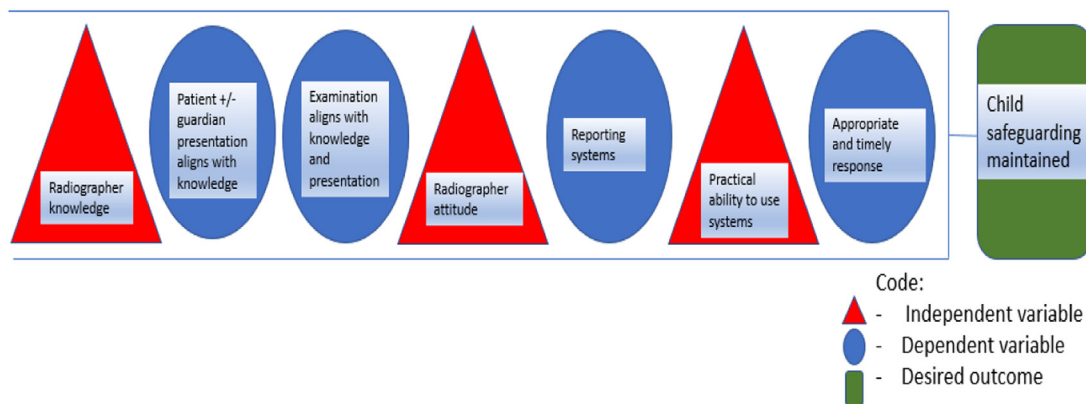 Radiographer
knowledge
Patient +/-
guardian
presentation
aligns with
knowledge
Examination
aligns with
knowledge
and
presentation
Radiographer
attitude
Reporting
systems
Practical
ability to use
systems
Appropriate
and timely
response
Child
safeguarding
maintained
Code:
- Independent variable
- Dependent variable
- Desired outcome